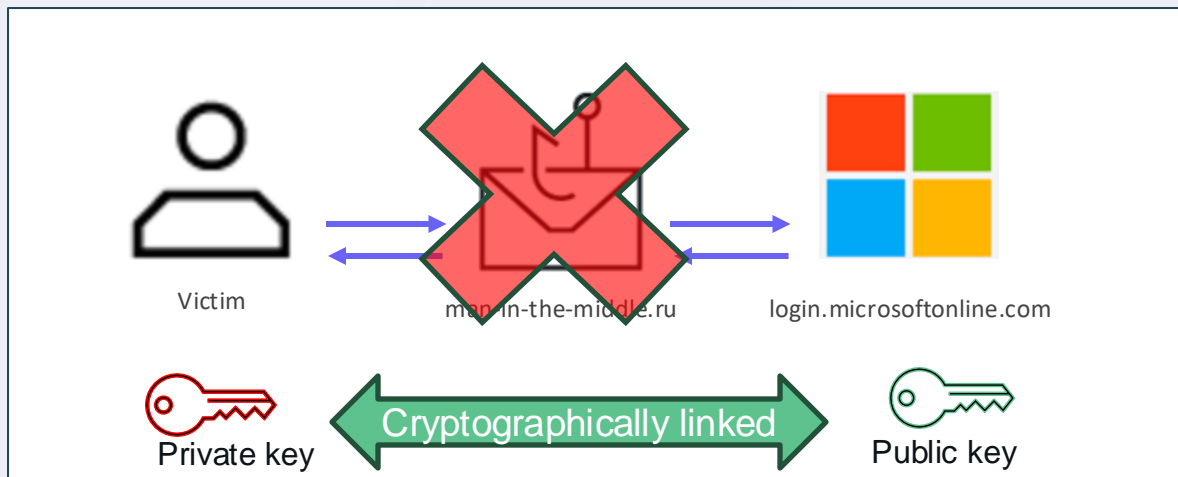 Victim
man-in-the-middle.ru
login.microsoftonline.com
Cryptographically linked
Private key
Public key